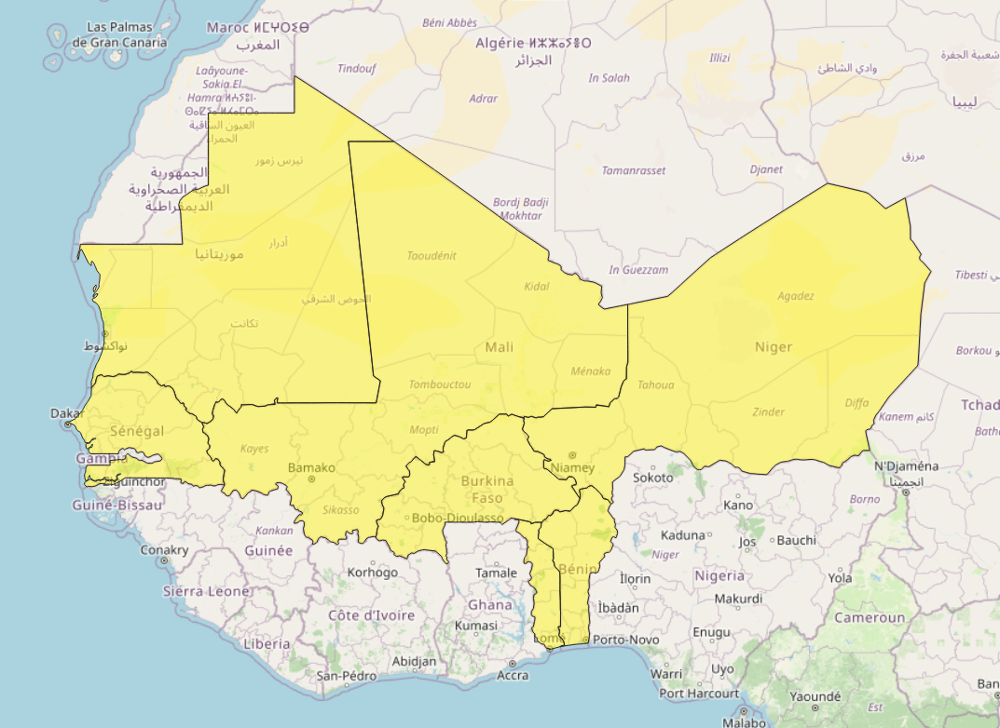 Las Palmas
de Gran Canaria
Maroc ⵍⵎⵖⵔⵉⴱ
المغرب
Béni Abbès
Algérie ⵍⵣⵣⴰⵢⴻⵔ
الجزائر
Tindouf
Adrar
In Salah
Illizi
وادي الشاطئ
شعبية الجفرة
ليبيا
Laâyoune-
Sakia El
العيون الساقية
الحمراء
تيرس زمور
الجمهورية
العربية الصحراوية
الديمقراطية
Tamanrasset
Djanet
مرزق
Bordj Badji
Mokhtar
In Guezzam
Tibesti
موريتانيا
أدرار
Taoudénit
Kidal
Agadez
الحوض الشرقي
تكانت
نواكشوط
Mali
Niger
Borkou
Tombouctou
Ménaka
Tahoua
Zinder
Diffa
Kanem كانم
Tchad
Dakar
Sénégal
Kayes
Mopti
Gambia
Bamako
Niamey
Sokoto
N'Djaména
انجمينا
Ziguinchor
Guiné-Bissau
Sikasso
Burkina
Faso
Bobo-Dioulasso
Kano
Borno
Kankan
Guinée
Conakry
Kaduna
Jos
Bauchi
Niger
Korhogo
Tamale
Bénin
Nigeria
Ìlọrin
Yola
Sierra Leone
Côte d'Ivoire
Ghana
Kumasi
Ìbàdàn
Makurdi
Cameroun
Liberia
Lomé
Porto-Novo
Enugu
San-Pédro
Abidjan
Accra
Warri
Uyo
Port Harcourt
Yaoundé
Est
Malabo